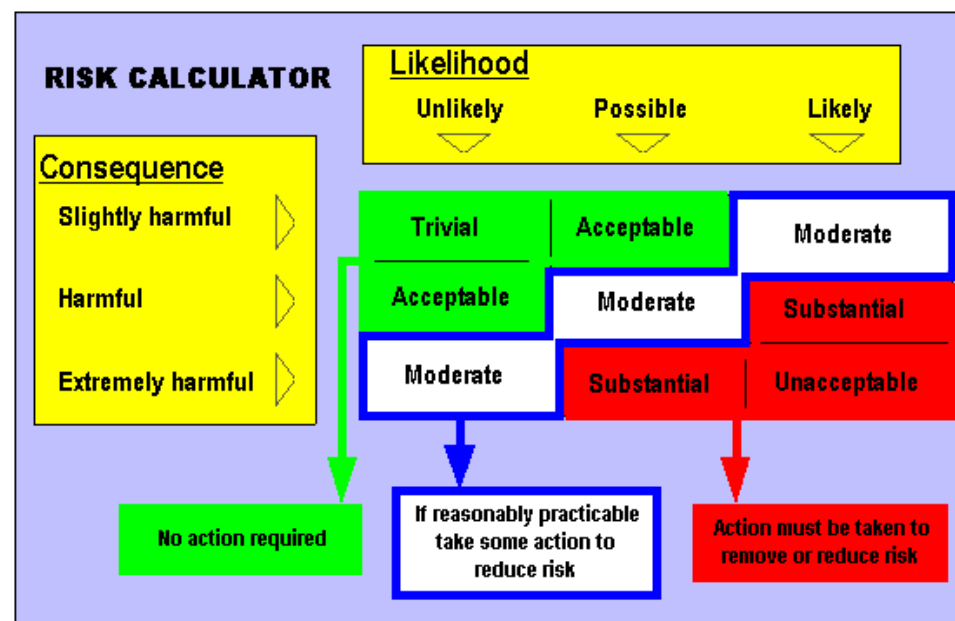 RISK CALCULATOR
Likelihood
Unlikely Possible Likely
Consequence
Slightly harmful
Harmful
Extremely harmful
Trivial Acceptable Moderate
Acceptable Moderate Substantial
Moderate Substantial Unacceptable
No action required
If reasonably practicable
take some action to
reduce risk
Action must be taken to
remove or reduce risk